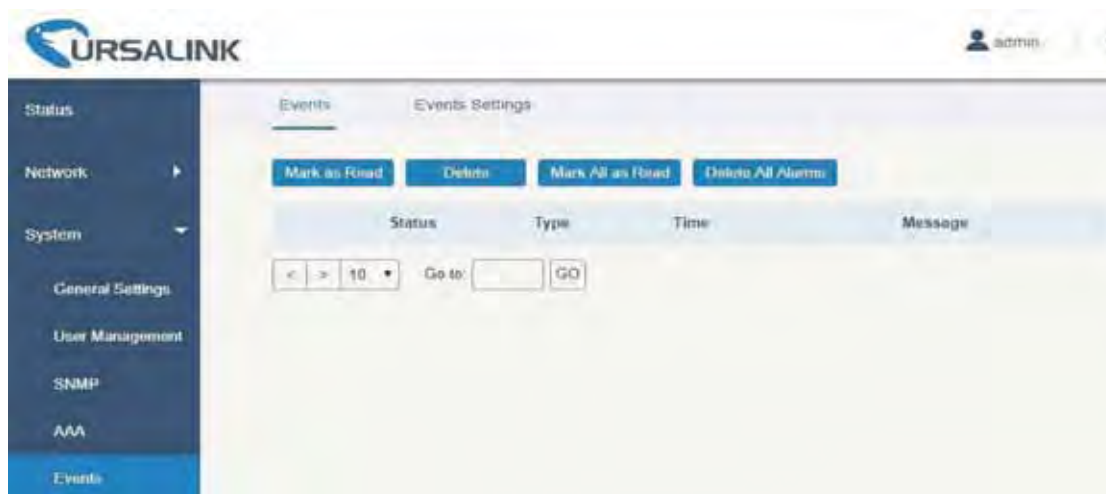 URSALINK
admin
Status
Events Events Settings
Network
Mark as Read Delete Mark All as Read Delete All Alarms
Status Type Time Message
System
< > 10 Go to: GO
General Settings
User Management
SNMP
AAA
Events